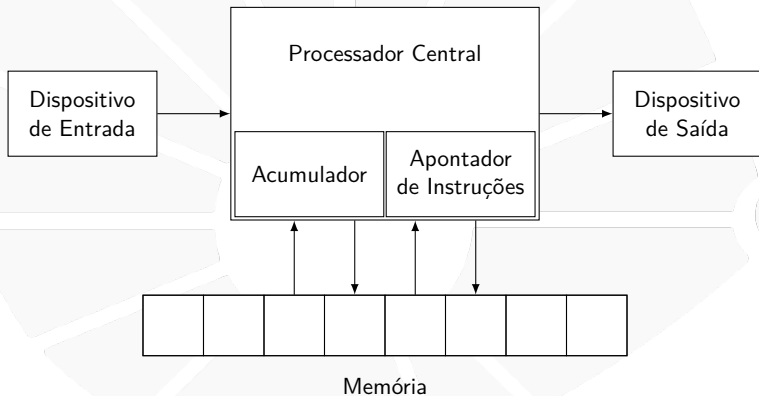 Processador Central
Dispositivo
de Entrada
Dispositivo
de Saída
Acumulador
Apontador
de Instruções
Memória